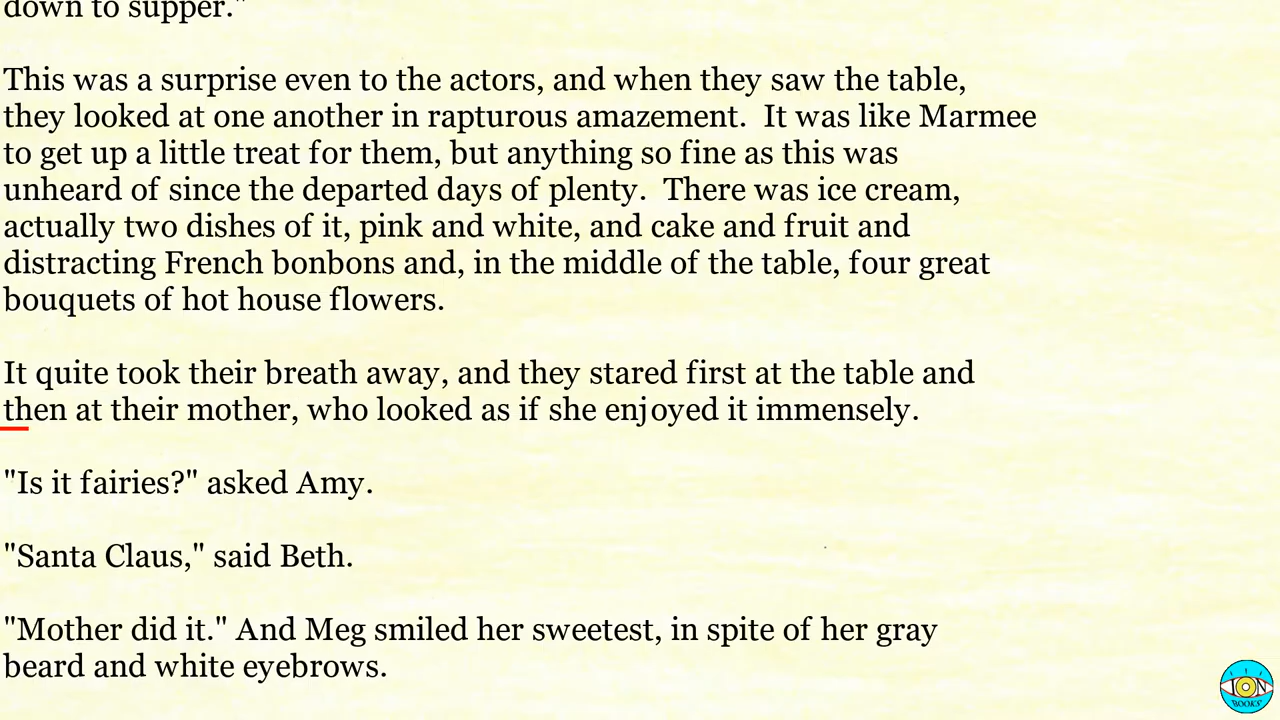 down to supper."
This was a surprise even to the actors, and when they saw the table,
they looked at one another in rapturous amazement.  It was like Marmee
to get up a little treat for them, but anything so fine as this was
unheard of since the departed days of plenty.  There was ice cream,
actually two dishes of it, pink and white, and cake and fruit and
distracting French bonbons and, in the middle of the table, four great
bouquets of hot house flowers.
It quite took their breath away, and they stared first at the table and
then at their mother, who looked as if she enjoyed it immensely.
"Is it fairies?" asked Amy.
"Santa Claus," said Beth.
"Mother did it." And Meg smiled her sweetest, in spite of her gray
beard and white eyebrows.
ION
BOOKS